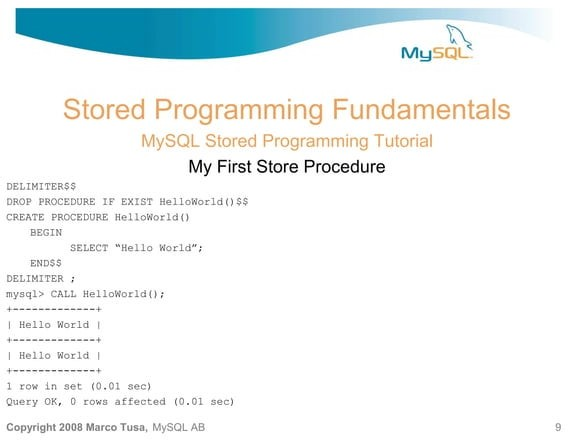 MySQL
Stored Programming Fundamentals
MySQL Stored Programming Tutorial
My First Store Procedure
DELIMITER$$
DROP PROCEDURE IF EXIST HelloWorld()$$
CREATE PROCEDURE HelloWorld()
    BEGIN
          SELECT “Hello World”;
    END$$
DELIMITER ;
mysql> CALL HelloWorld();
+-------------+
| Hello World |
+-------------+
| Hello World |
+-------------+
1 row in set (0.01 sec)
Query OK, 0 rows affected (0.01 sec)
Copyright 2008 Marco Tusa, MySQL AB 9